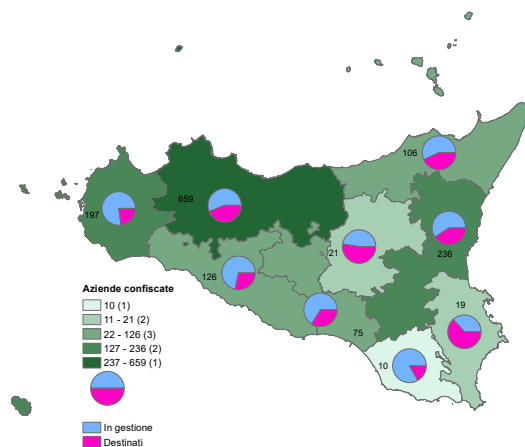 106
659
197
236
21
126
19
75
10
Aziende confiscate
10 (1)
11 - 21 (2)
22 - 126 (3)
127 - 236 (2)
237 - 659 (1)
In gestione
Destinati